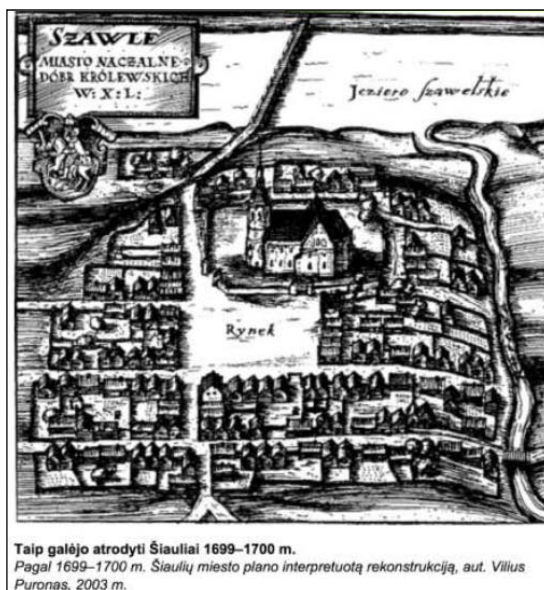 SZAWLE
MIASTO NACZALNE
DÓBR KRÓLEWSKICH
W: X: L:
Jezioro Szawelskie
Rynek
Taip galėjo atrodyti Šiauliai 1699–1700 m.
Pagal 1699–1700 m. Šiaulių miesto plano interpretuotą rekonstrukciją, aut. Vilius
Puronas, 2003 m.